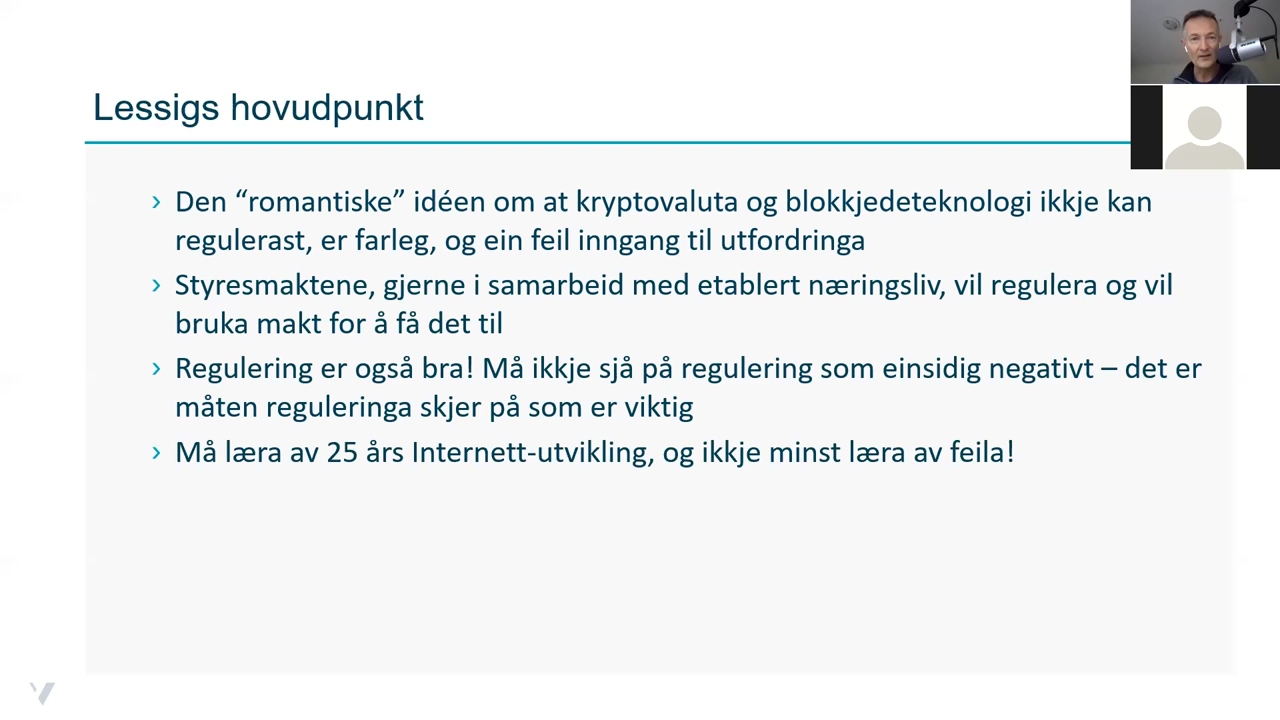 Lessigs hovudpunkt
› Den “romantiske” idéen om at kryptovaluta og blokkjedeteknologi ikkje kan
regulerast, er farleg, og ein feil inngang til utfordringa
› Styresmaktene, gjerne i samarbeid med etablert næringsliv, vil regulera og vil
bruka makt for å få det til
› Regulering er også bra! Må ikkje sjå på regulering som einsidig negativt – det er
måten reguleringa skjer på som er viktig
› Må læra av 25 års Internett-utvikling, og ikkje minst læra av feila!